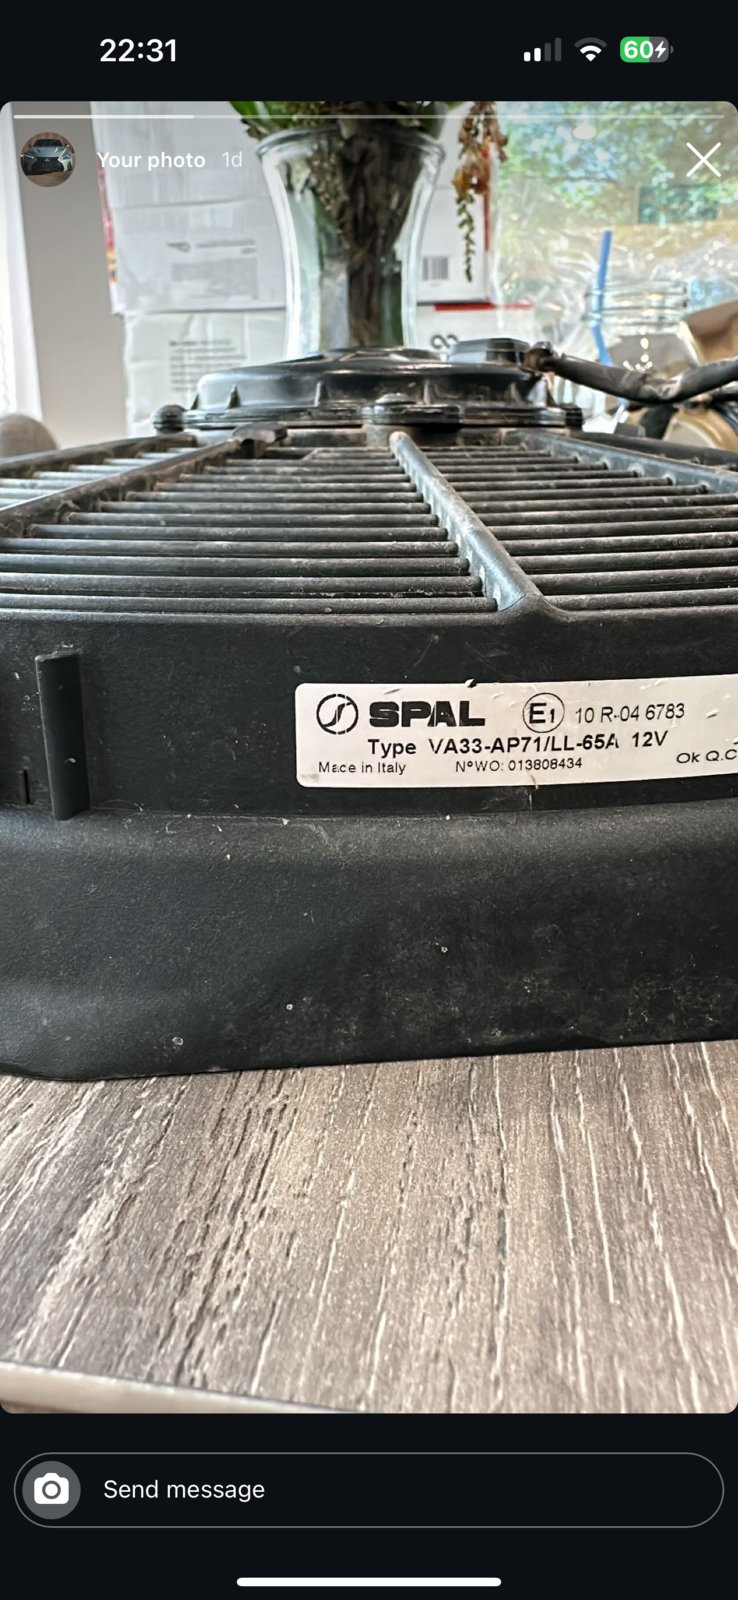 22:31
60
Your photo 1d
SPAL E1 10 R-04 6783
Type VA33-AP71/LL-65A 12V
Made in Italy N°WO: 013808434 Ok Q.C
Send message